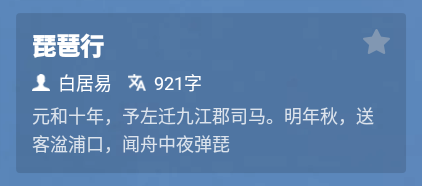 琵琶行
白居易 921字
元和十年，予左迁九江郡司马。明年秋，送
客湓浦口，闻舟中夜弹琵